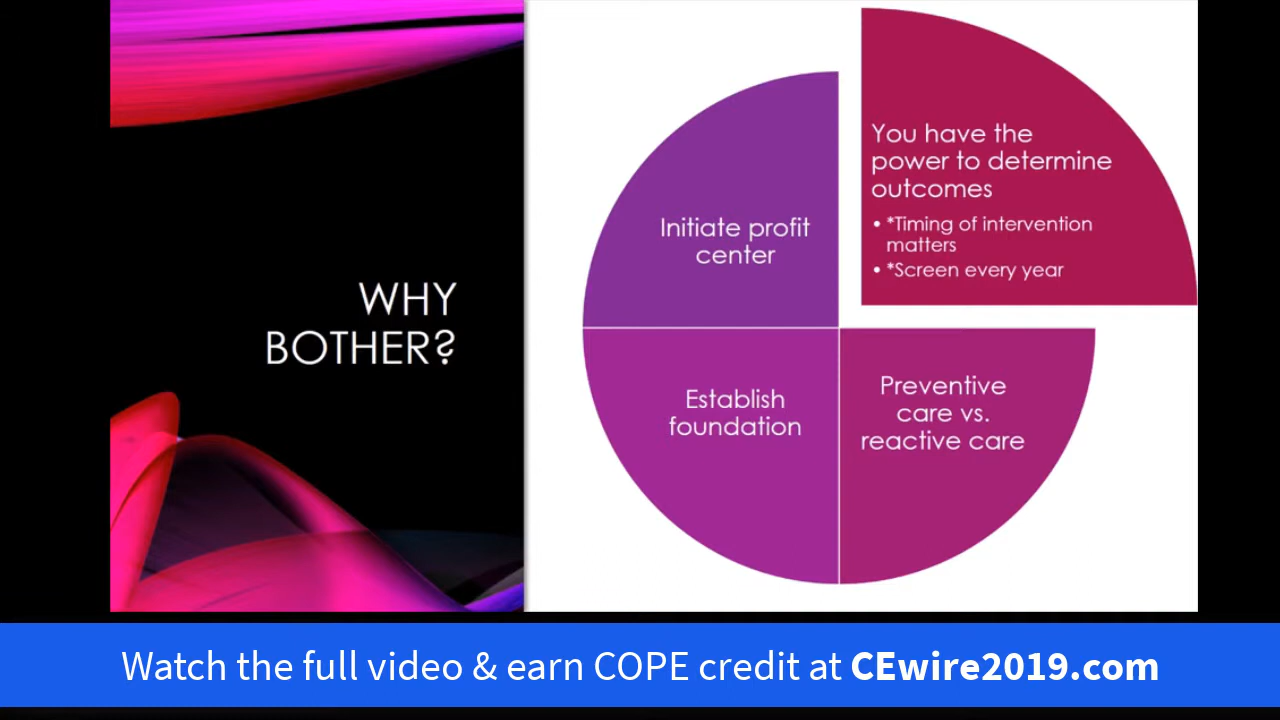 WHY
BOTHER?
Initiate profit
center
You have the
power to determine
outcomes
• *Timing of intervention
matters
• *Screen every year
Establish
foundation
Preventive
care vs.
reactive care
Watch the full video & earn COPE credit at CEwire2019.com